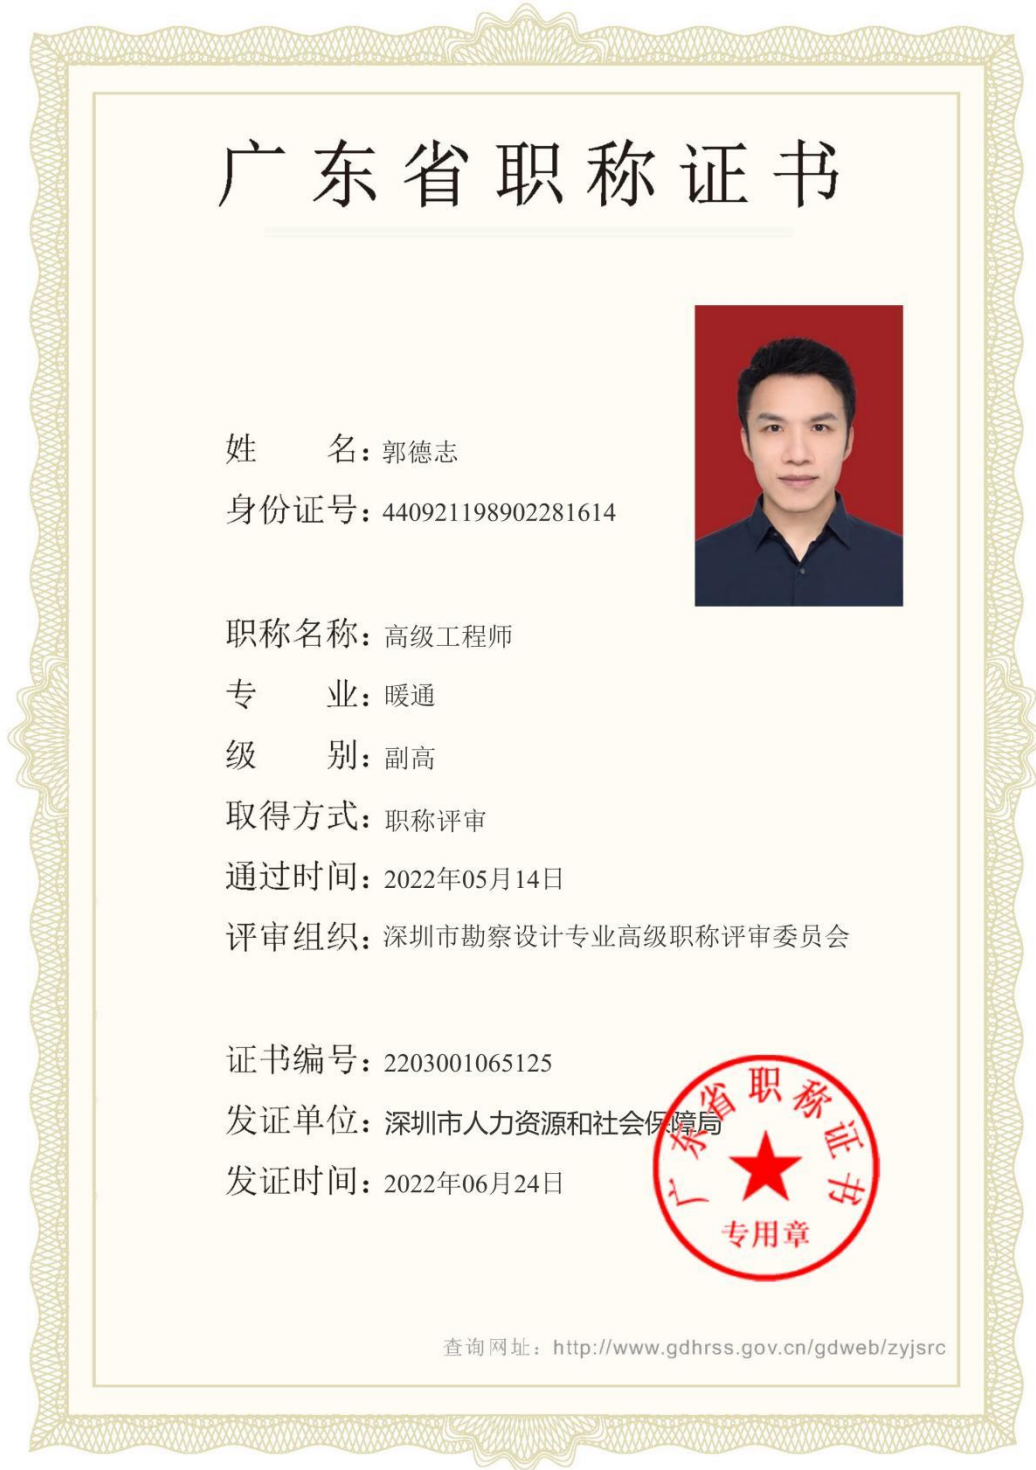 广东省职称证书
姓 名：郭德志
身份证号：440921198902281614
职称名称：高级工程师
专 业：暖通
级 别：副高
取得方式：职称评审
通过时间：2022年05月14日
评审组织：深圳市勘察设计专业高级职称评审委员会
证书编号：2203001065125
发证单位：深圳市人力资源和社会保障局
发证时间：2022年06月24日
广东省职称证书
专用章
查询网址：http://www.gdhrss.gov.cn/gdweb/zyjsrc